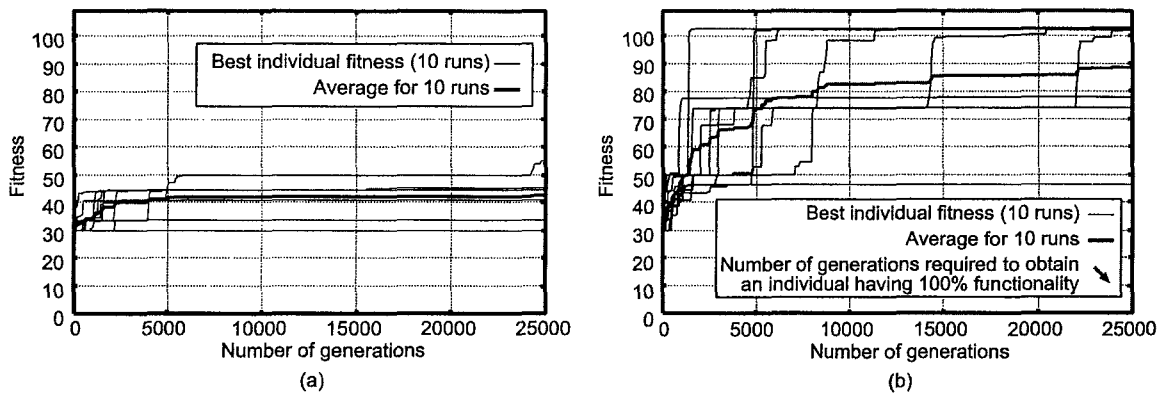 100
90
80
70
60
50
40
30
20
10
0
Fitness
Best individual fitness (10 runs)
Average for 10 runs
0 5000 10000 15000 20000 25000
Number of generations
(a)
100
90
80
70
60
50
40
30
20
10
0
Fitness
Best individual fitness (10 runs)
Average for 10 runs
Number of generations required to obtain
an individual having 100% functionality
0 5000 10000 15000 20000 25000
Number of generations
(b)